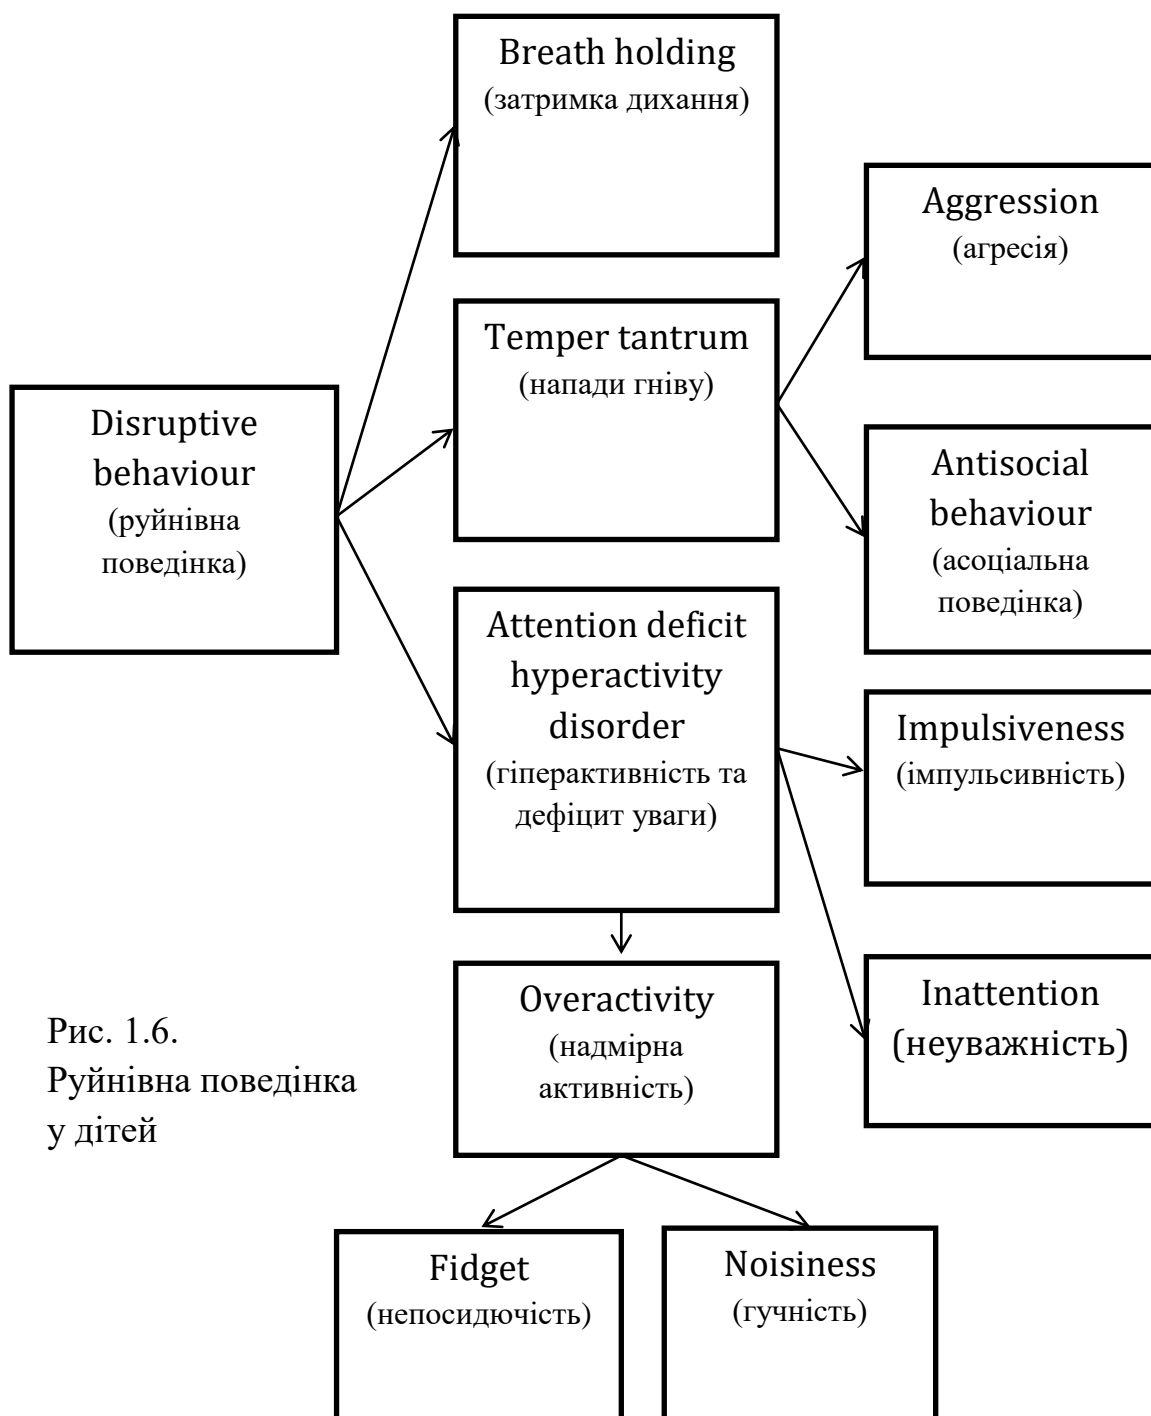 Breath holding
(затримка дихання)
Aggression
(агресія)
Temper tantrum
(напади гніву)
Disruptive
behaviour
(руйнівна
поведінка)
Antisocial
behaviour
(асоціальна
поведінка)
Attention deficit
hyperactivity
disorder
(гіперактивність та
дефіцит уваги)
Impulsiveness
(імпульсивність)
Overactivity
(надмірна
активність)
Inattention
(неуважність)
Рис. 1.6.
Руйнівна поведінка
у дітей
Fidget
(непосидючість)
Noisiness
(гучність)